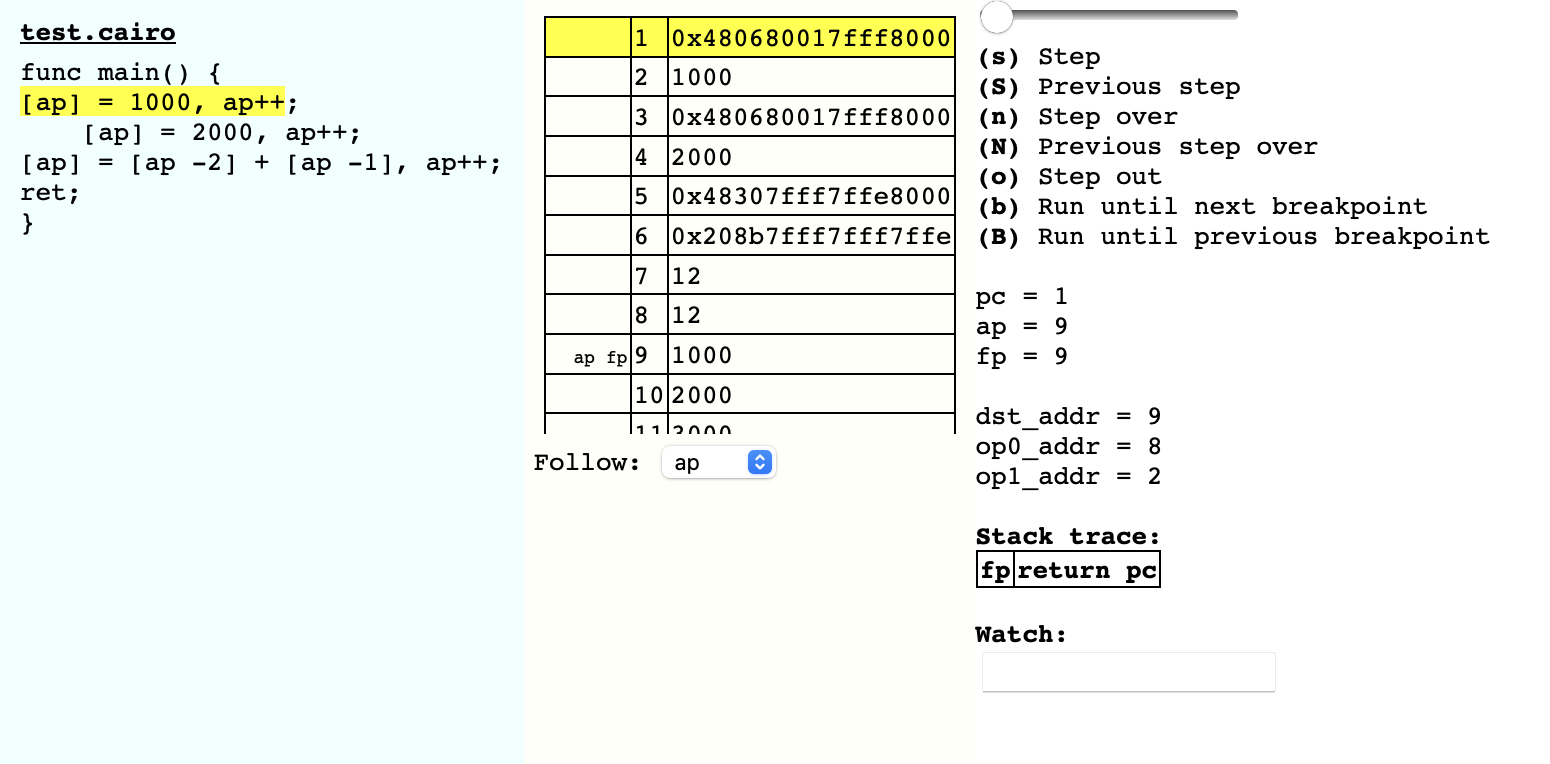 test.cairo
func main() {
[ap] = 1000, ap++;
[ap] = 2000, ap++;
[ap] = [ap -2] + [ap -1], ap++;
ret;
}
1 0x480680017fff8000
2 1000
3 0x480680017fff8000
4 2000
5 0x48307fff7ffe8000
6 0x208b7fff7fff7ffe
7 12
8 12
ap fp 9 1000
10 2000
11 3000
Follow: ap
(s) Step
(S) Previous step
(n) Step over
(N) Previous step over
(o) Step out
(b) Run until next breakpoint
(B) Run until previous breakpoint
pc = 1
ap = 9
fp = 9
dst_addr = 9
op0_addr = 8
op1_addr = 2
Stack trace:
fp return pc
Watch: